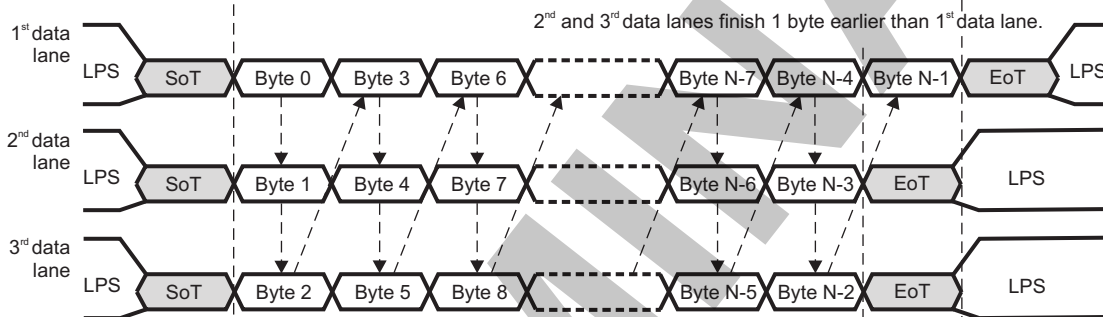 2nd and 3rd data lanes finish 1 byte earlier than 1st data lane.
1st data
lane
LPS SoT Byte 0 Byte 3 Byte 6 Byte N-7 Byte N-4 Byte N-1 EoT LPS
2nd data
lane
LPS SoT Byte 1 Byte 4 Byte 7 Byte N-6 Byte N-3 EoT LPS
3rd data
lane
LPS SoT Byte 2 Byte 5 Byte 8 Byte N-5 Byte N-2 EoT LPS